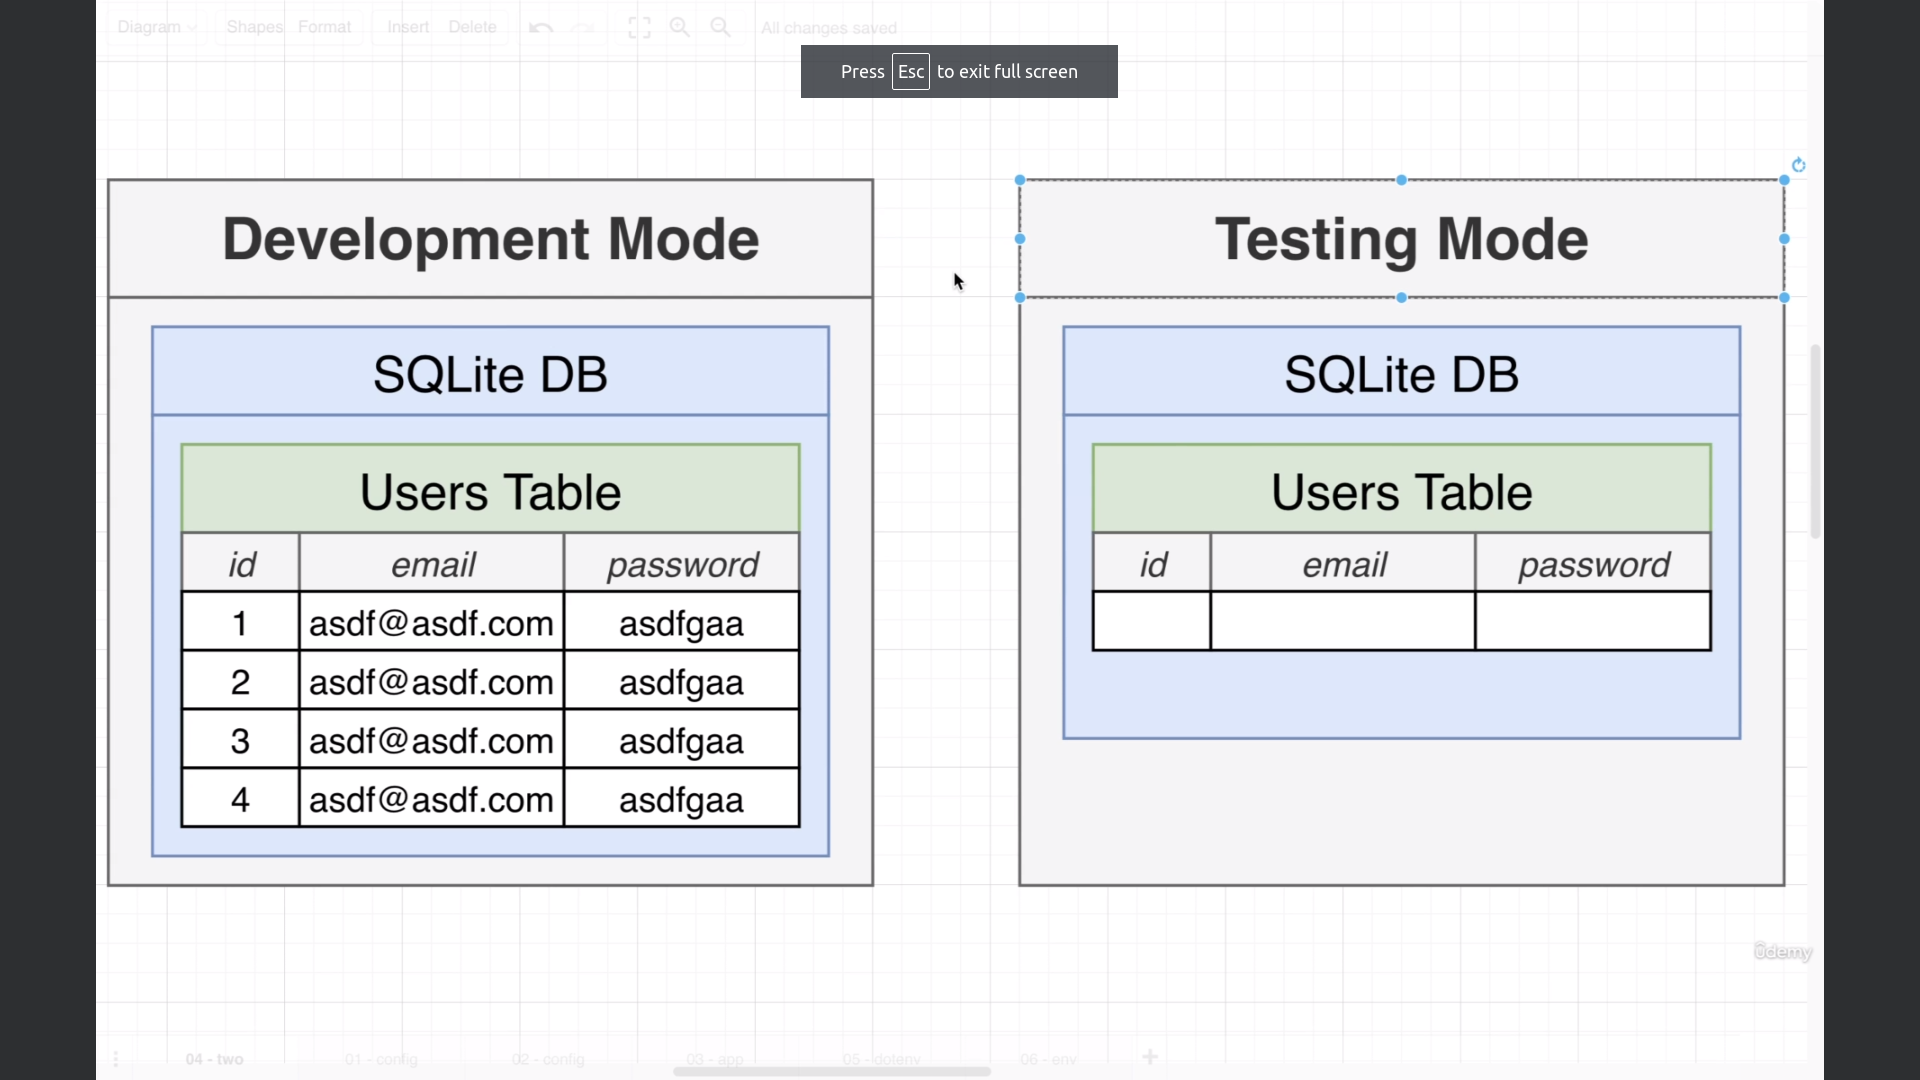 Diagram
Shapes Format
Insert Delete
All changes saved
Press Esc to exit full screen
Development Mode
SQLite DB
Users Table
id email password
1 asdf@asdf.com asdfgaa
2 asdf@asdf.com asdfgaa
3 asdf@asdf.com asdfgaa
4 asdf@asdf.com asdfgaa
Testing Mode
SQLite DB
Users Table
id email password
udemy
04 - two 01 - config 02 - config 03 - app 05 - dotenv 06 - env